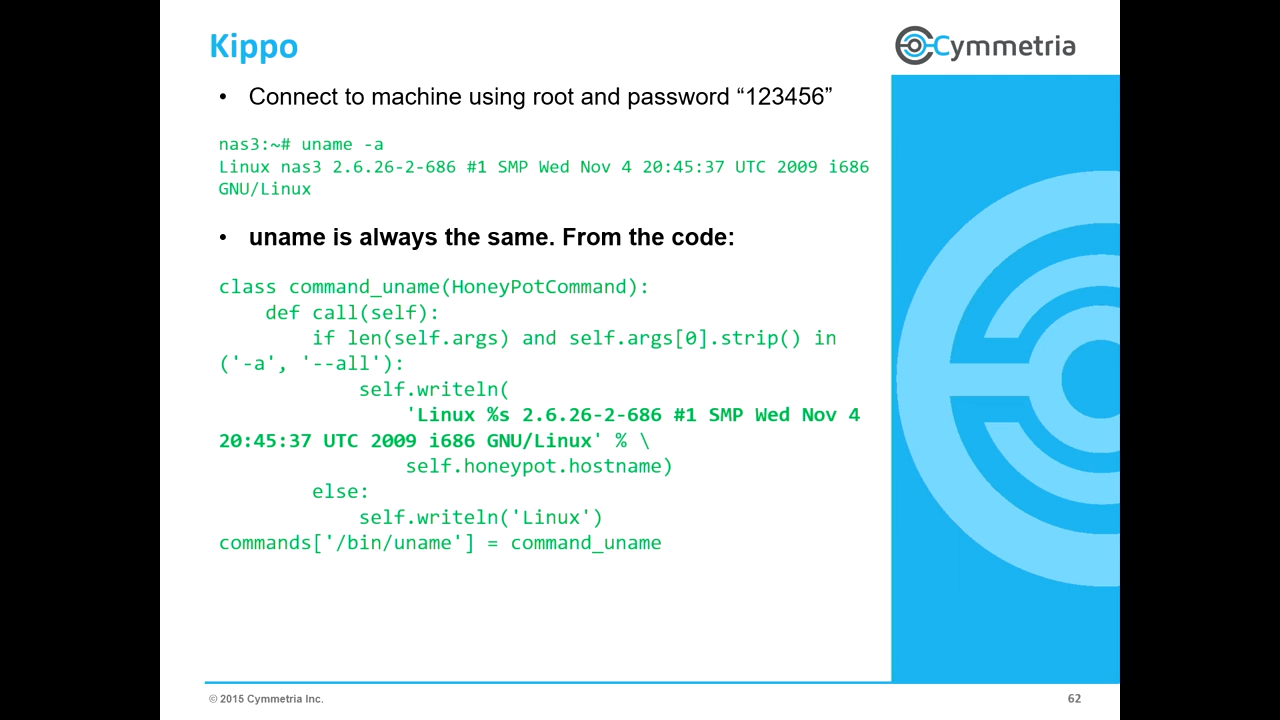 Kippo
Cymmetria
• Connect to machine using root and password “123456”
nas3:~# uname -a
Linux nas3 2.6.26-2-686 #1 SMP Wed Nov 4 20:45:37 UTC 2009 i686
GNU/Linux
• uname is always the same. From the code:
class command_uname(HoneyPotCommand):
    def call(self):
        if len(self.args) and self.args[0].strip() in
('-a', '--all'):
            self.writeln(
                'Linux %s 2.6.26-2-686 #1 SMP Wed Nov 4
20:45:37 UTC 2009 i686 GNU/Linux' % \
                self.honeypot.hostname)
        else:
            self.writeln('Linux')
commands['/bin/uname'] = command_uname
© 2015 Cymmetria Inc.
62